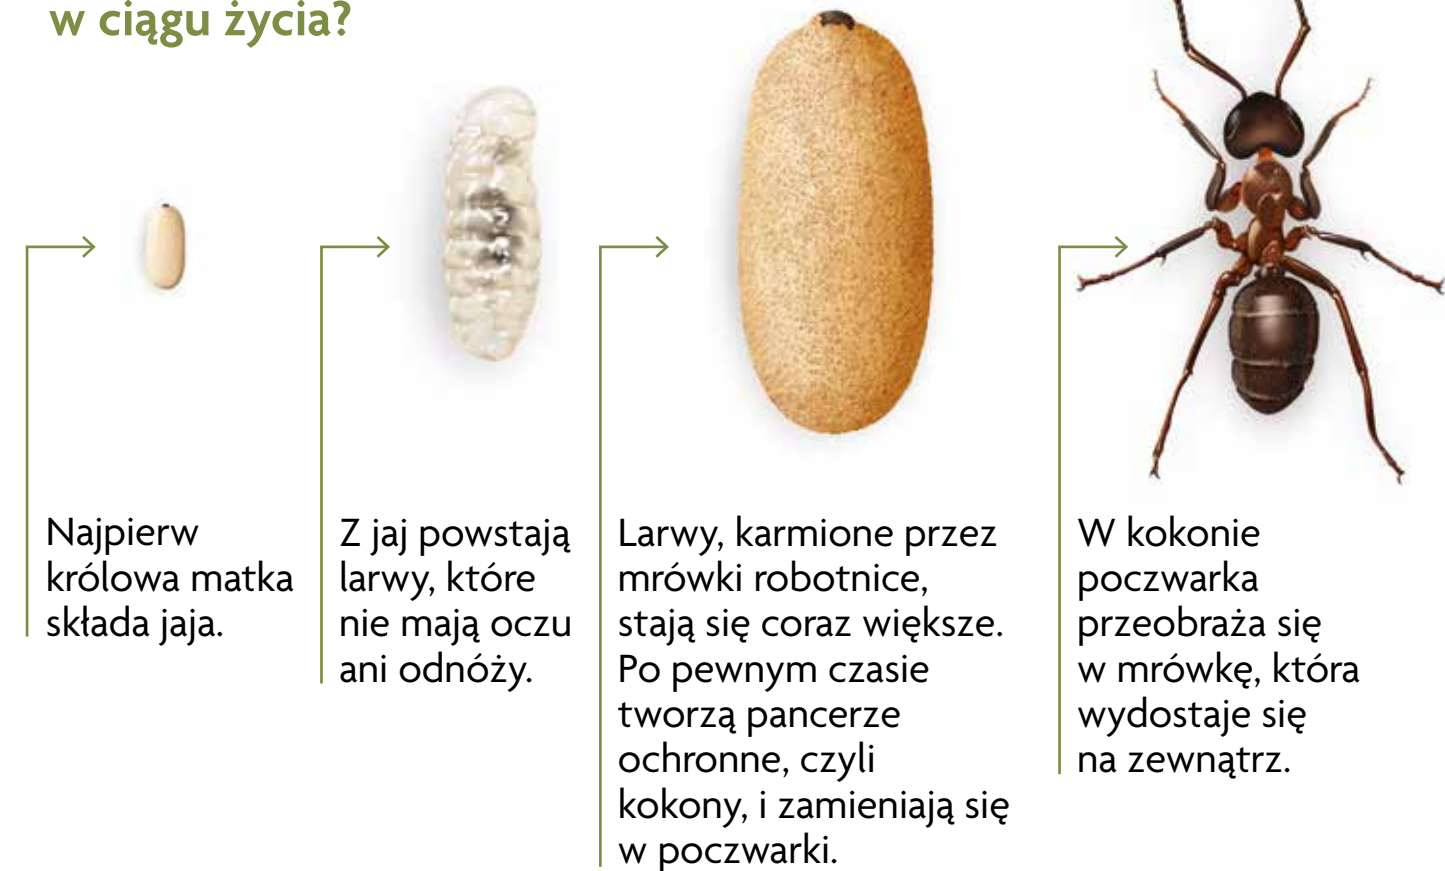 w ciągu życia?
Najpierw
królowa matka
składa jaja.
Z jaj powstają
larwy, które
nie mają oczu
ani odnóży.
Larwy, karmione przez
mrówki robotnice,
stają się coraz większe.
Po pewnym czasie
tworzą pancerze
ochronne, czyli
kokony, i zamieniają się
w poczwarki.
W kokonie
poczwarka
przeobraża się
w mrówkę, która
wydostaje się
na zewnątrz.